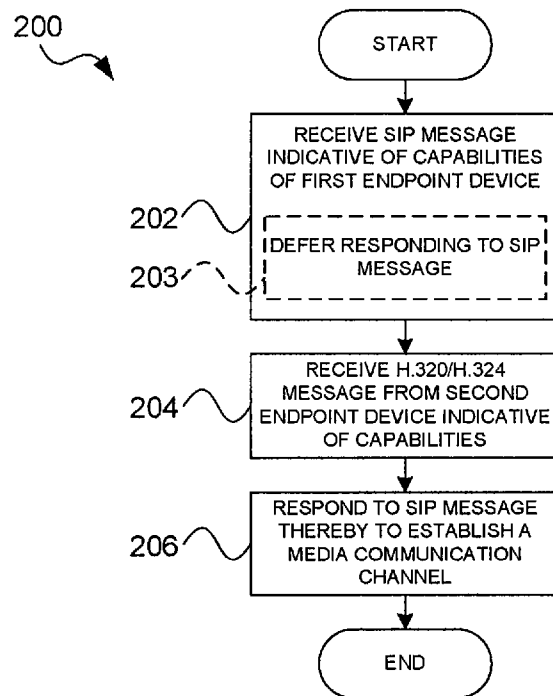 200
START
RECEIVE SIP MESSAGE
INDICATIVE OF CAPABILITIES
OF FIRST ENDPOINT DEVICE
202
DEFER RESPONDING TO SIP
MESSAGE
203
RECEIVE H.320/H.324
MESSAGE FROM SECOND
ENDPOINT DEVICE INDICATIVE
OF CAPABILITIES
204
RESPOND TO SIP MESSAGE
THEREBY TO ESTABLISH A
MEDIA COMMUNICATION
CHANNEL
206
END